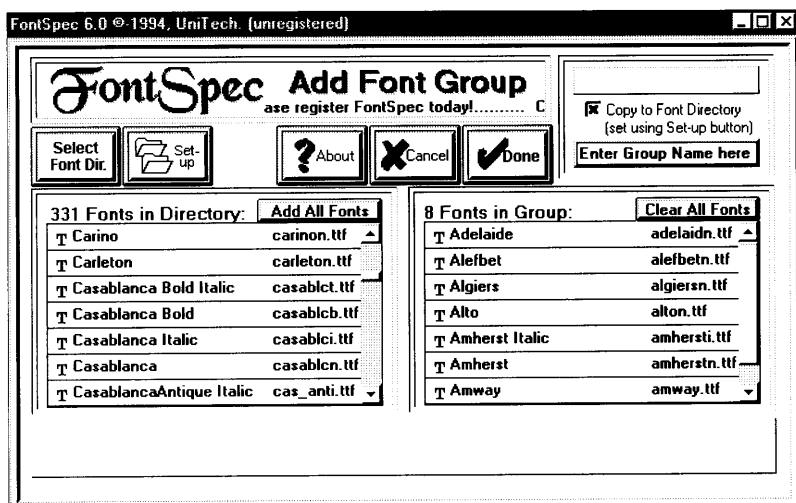 FontSpec 6.0 ©-1994, UniTech. (unregistered)
FontSpec Add Font Group
ase register FontSpec today!.......... C
Copy to Font Directory
(set using Set-up button)
Enter Group Name here
Select
Font Dir.
Set-
up
? About
Cancel
Done
331 Fonts in Directory: Add All Fonts
T Carino carinon.ttf
T Carleton carleton.ttf
T Casablanca Bold Italic casablct.ttf
T Casablanca Bold casablcb.ttf
T Casablanca Italic casablci.ttf
T Casablanca casablcn.ttf
T CasablancaAntique Italic cas_anti.ttf
8 Fonts in Group: Clear All Fonts
T Adelaide adelaidn.ttf
T Alefbet alefbetn.ttf
T Algiers algiersn.ttf
T Alto alton.ttf
T Amherst Italic amhersti.ttf
T Amherst amherstn.ttf
T Amway amway.ttf